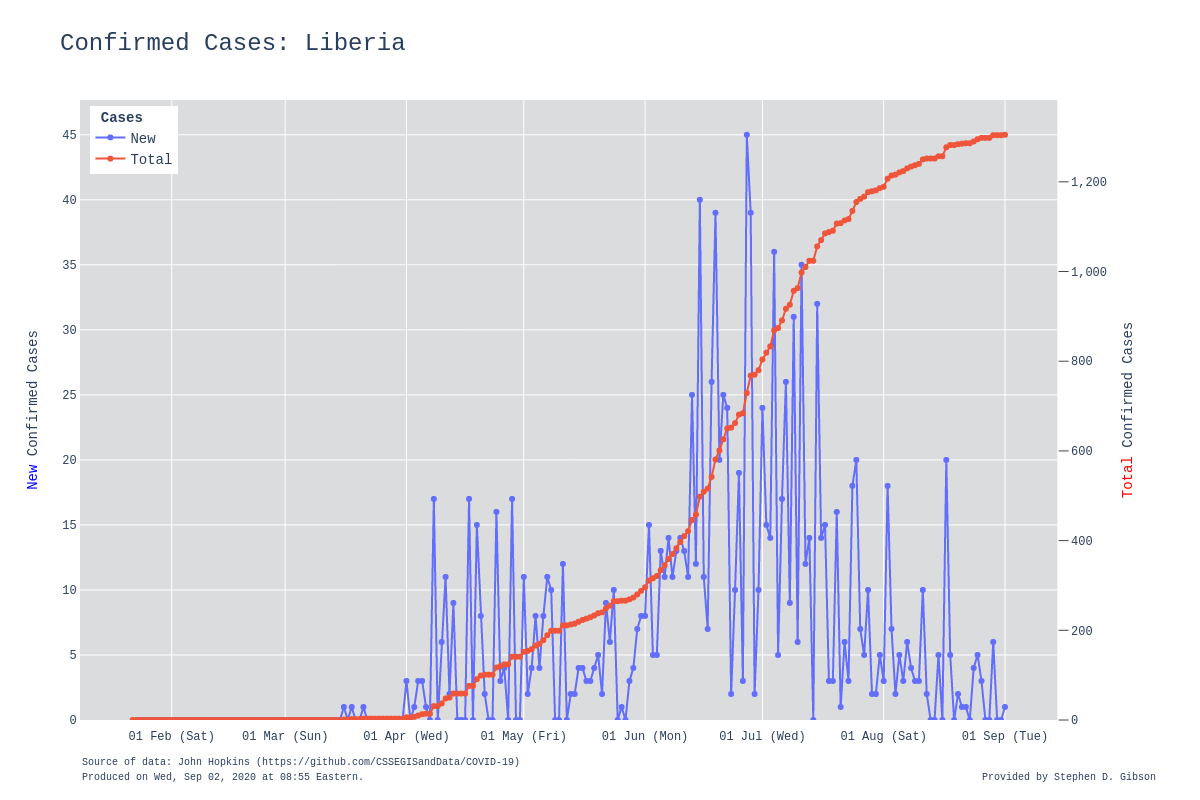 Confirmed Cases: Liberia
Cases
New
Total
45
40
35
30
25
20
15
10
5
0
New Confirmed Cases
1,200
1,000
800
600
400
200
0
Total Confirmed Cases
01 Feb (Sat) 01 Mar (Sun) 01 Apr (Wed) 01 May (Fri) 01 Jun (Mon) 01 Jul (Wed) 01 Aug (Sat) 01 Sep (Tue)
Source of data: John Hopkins (https://github.com/CSSEGISandData/COVID-19)
Produced on Wed, Sep 02, 2020 at 08:55 Eastern.
Provided by Stephen D. Gibson